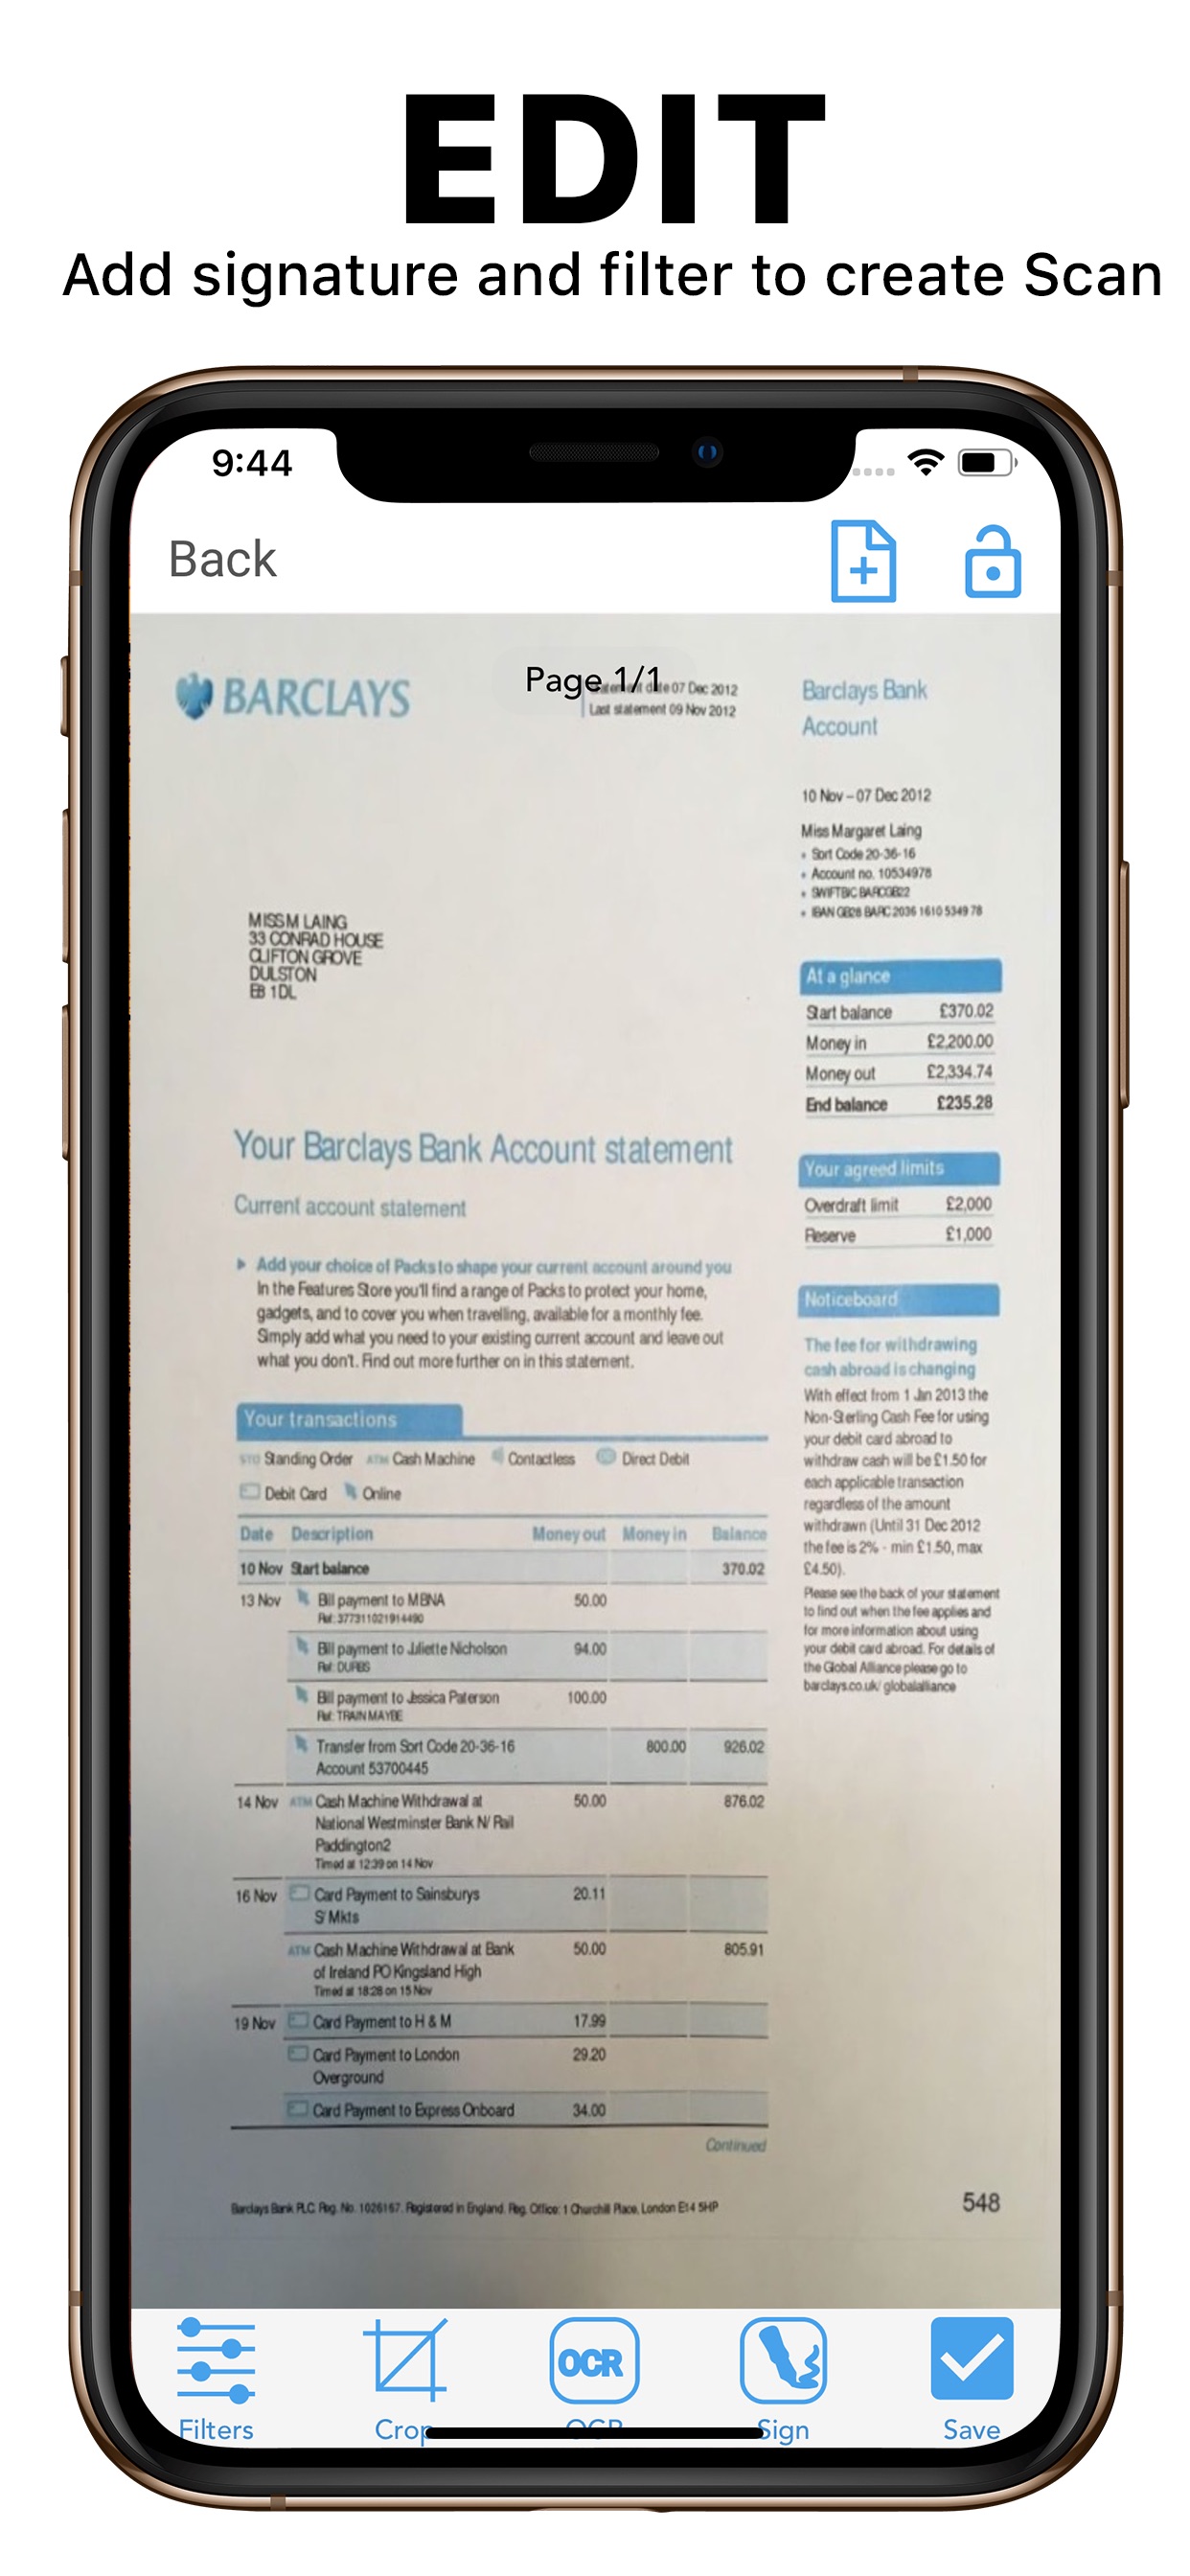 EDIT
Add signature and filter to create Scan
9:44
Back
Page 1/1
BARCLAYS
date 07 Dec 2012
Last statement 09 Nov 2012
Barclays Bank
Account
10 Nov – 07 Dec 2012
Miss Margaret Laing
• Sort Code 20-36-16
• Account no. 10534978
• SWIFTBIC BARCGB22
• IBAN GB28 BARC 2036 1610 5349 78
MISS M LAING
33 CONRAD HOUSE
CLIFTON GROVE
DULSTON
E8 1DL
At a glance
Start balance £370.02
Money in £2,200.00
Money out £2,334.74
End balance £235.28
Your agreed limits
Overdraft limit £2,000
Reserve £1,000
Noticeboard
The fee for withdrawing
cash abroad is changing
With effect from 1 Jan 2013 the
Non-Sterling Cash Fee for using
your debit card abroad to
withdraw cash will be £1.50 for
each applicable transaction
regardless of the amount
withdrawn (Until 31 Dec 2012
the fee is 2% - min £1.50, max
£4.50).
Please see the back of your statement
to find out when the fee applies and
for more information about using
your debit card abroad. For details of
the Global Alliance please go to
barclays.co.uk/globalalliance
Your Barclays Bank Account statement
Current account statement
Add your choice of Packs to shape your current account around you
In the Features Store you'll find a range of Packs to protect your home,
gadgets, and to cover you when travelling, available for a monthly fee.
Simply add what you need to your existing current account and leave out
what you don't. Find out more further on in this statement.
Your transactions
STO Standing Order ATM Cash Machine Contactless Direct Debit
Debit Card Online
Date Description Money out Money in Balance
10 Nov Start balance 370.02
13 Nov Bill payment to MBNA 50.00
Ref: 377311021914490
Bill payment to Juliette Nicholson 94.00
Ref: DURBS
Bill payment to Jessica Paterson 100.00
Ref: TRAIN MAYBE
Transfer from Sort Code 20-36-16 800.00 926.02
Account 53700445
14 Nov ATM Cash Machine Withdrawal at 50.00 876.02
National Westminster Bank N/Rail
Paddington2
Timed at 12:39 on 14 Nov
16 Nov Card Payment to Sainsburys 20.11
S/Mkts
ATM Cash Machine Withdrawal at Bank 50.00 805.91
of Ireland PO Kingsland High
Timed at 18:28 on 15 Nov
19 Nov Card Payment to H & M 17.99
Card Payment to London 29.20
Overground
Card Payment to Express Onboard 34.00
Continued
Barclays Bank PLC. Reg. No. 1026167. Registered in England. Reg. Office: 1 Churchill Place, London E14 5HP
548
OCR
Filters Crop OCR Sign Save